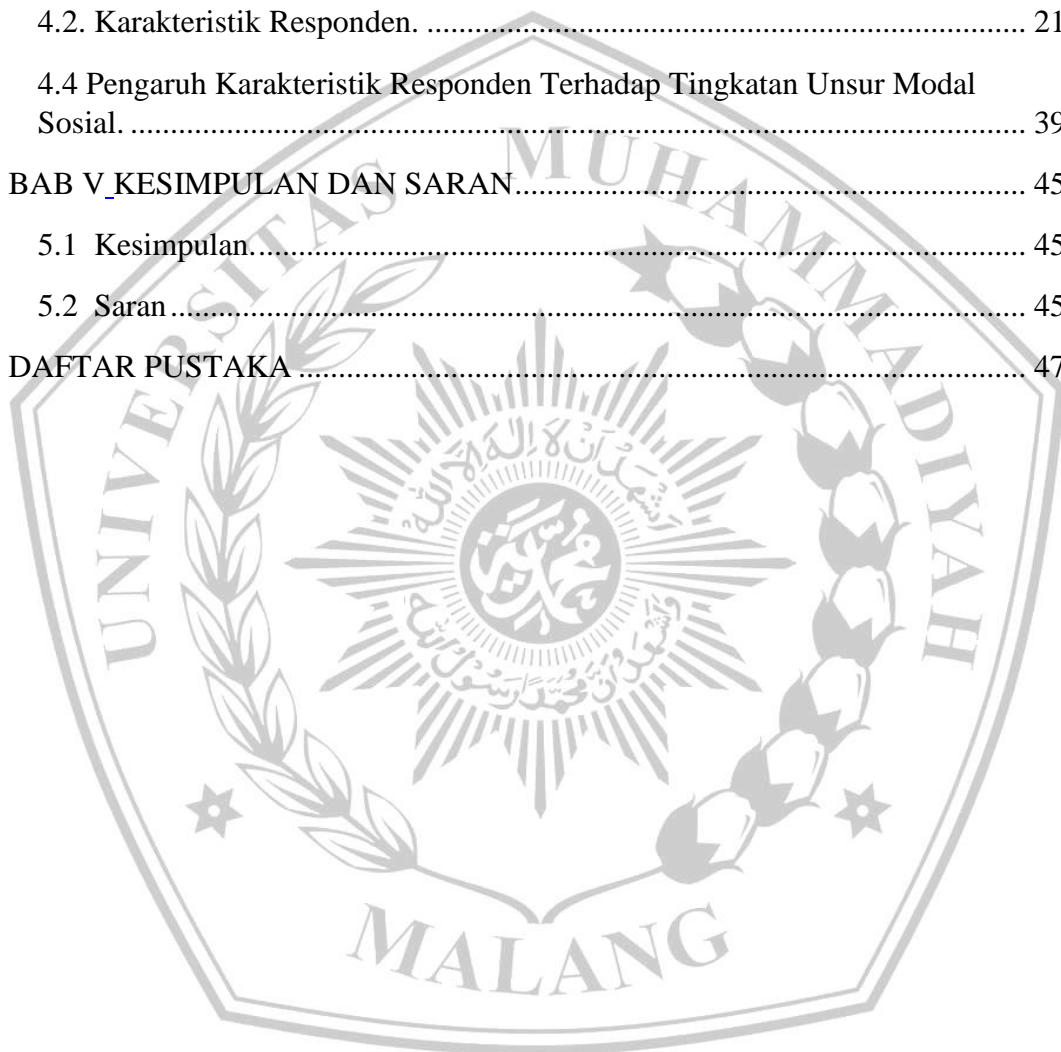 4.2. Karakteristik Responden. ........................................................................... 21
4.4 Pengaruh Karakteristik Responden Terhadap Tingkatan Unsur Modal
Sosial. ................................................................................................................ 39
BAB V KESIMPULAN DAN SARAN................................................................ 45
5.1 Kesimpulan. ................................................................................................ 45
5.2 Saran ........................................................................................................... 45
DAFTAR PUSTAKA ........................................................................................... 47
UNIVERSITAS MUHAMMADIYAH
MALANG